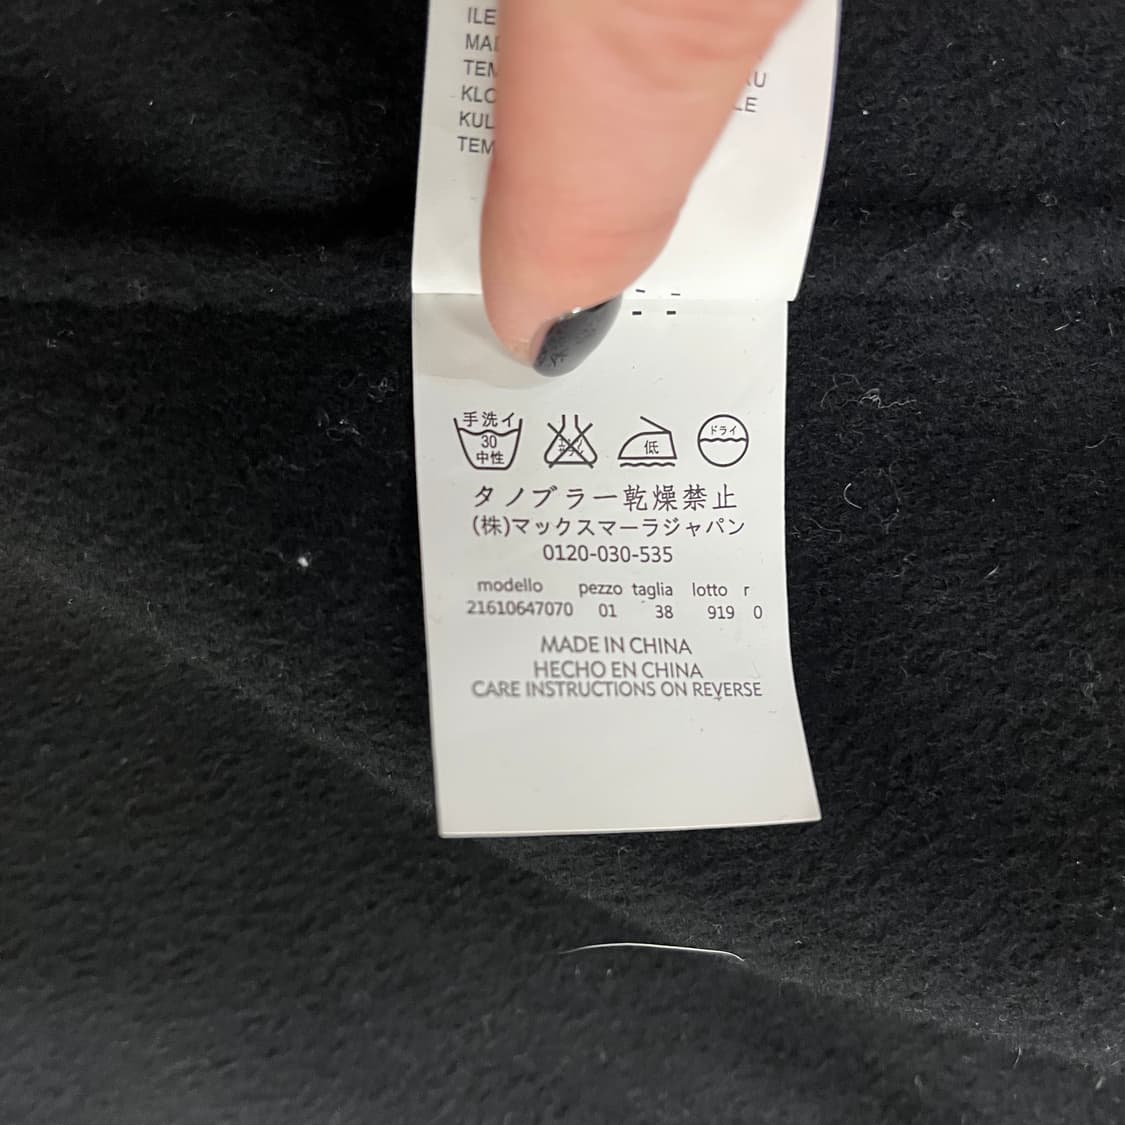 ILE
MAD
TEM KU
KLO LE
KUL
TEM
手洗イ
30
中性
低
ドライ
タンブラー乾燥禁止
(株)マックスマーラジャパン
0120-030-535
modello pezzo taglia lotto r
21610647070 01 38 919 0
MADE IN CHINA
HECHO EN CHINA
CARE INSTRUCTIONS ON REVERSE